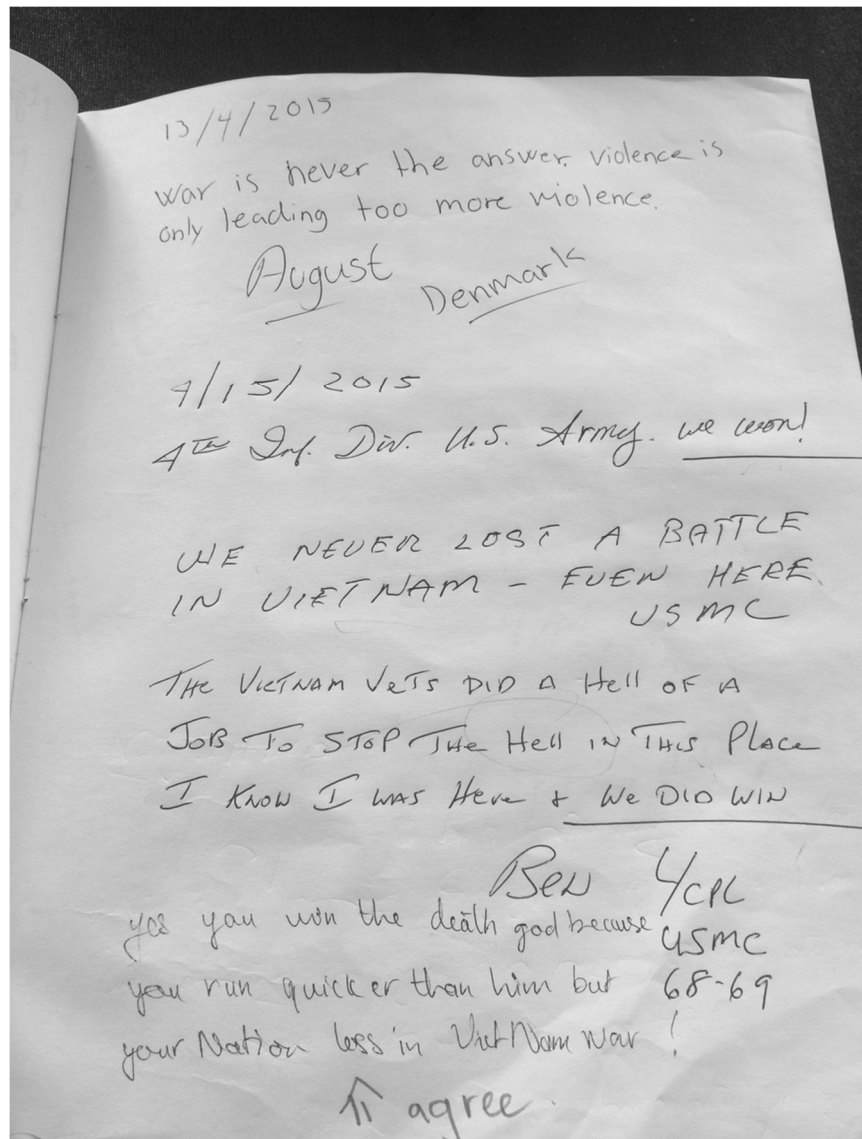 13/4/2015
War is never the answer. violence is
only leading too more violence.
August Denmark
4/15/2015
4TH Inf. Div. U.S. Army. we won!
WE NEVER LOST A BATTLE
IN VIETNAM - EVEN HERE.
USMC
THE VIETNAM VETS DID A Hell OF A
JOB TO STOP THE Hell IN THIS PLACE
I KNOW I WAS Here + We DID WIN
Ben L/CPL
USMC
68-69
yes you win the death god because
you run quicker than him but
your Nation loss in VietNam war!
⇑ agree.